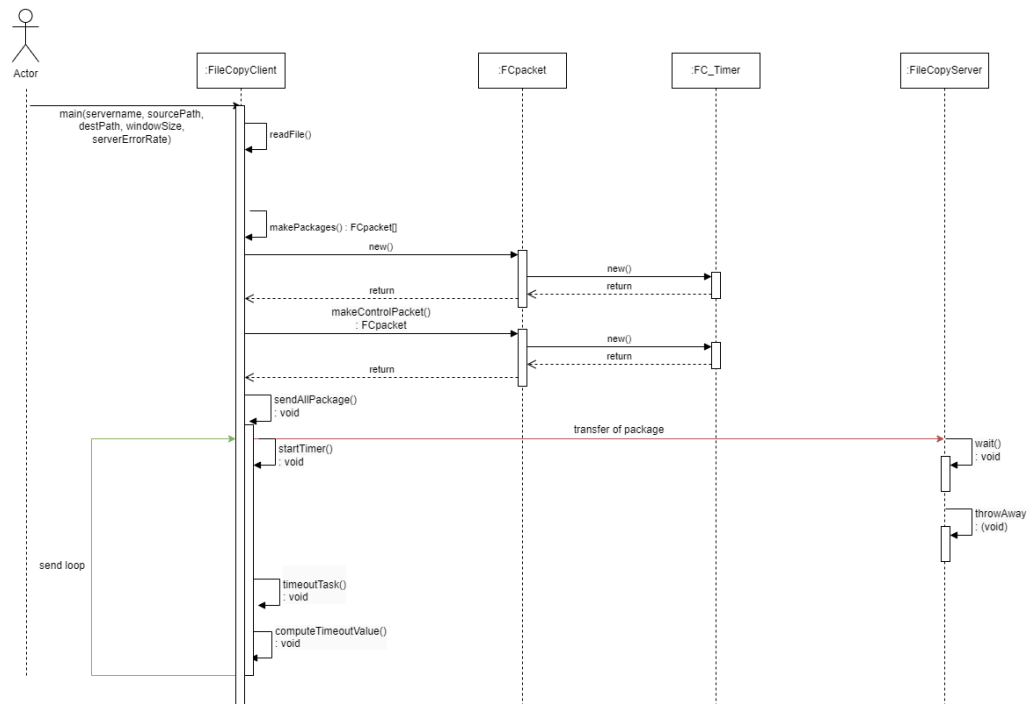 Actor
:FileCopyClient
:FCpacket
:FC_Timer
:FileCopyServer
main(servername, sourcePath,
destPath, windowSize,
serverErrorRate)
readFile()
makePackages() : FCpacket[]
new()
new()
return
return
makeControlPacket()
: FCpacket
new()
return
return
sendAllPackage()
: void
transfer of package
startTimer()
: void
wait()
: void
throwAway
: (void)
send loop
timeoutTask()
: void
computeTimeoutValue()
: void